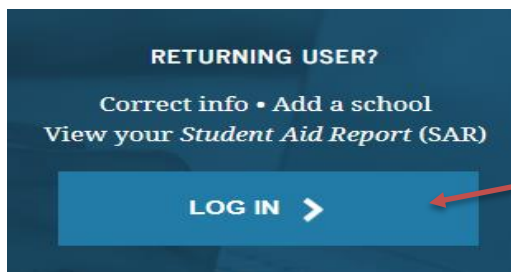 RETURNING USER?
Correct info • Add a school
View your Student Aid Report (SAR)
LOG IN